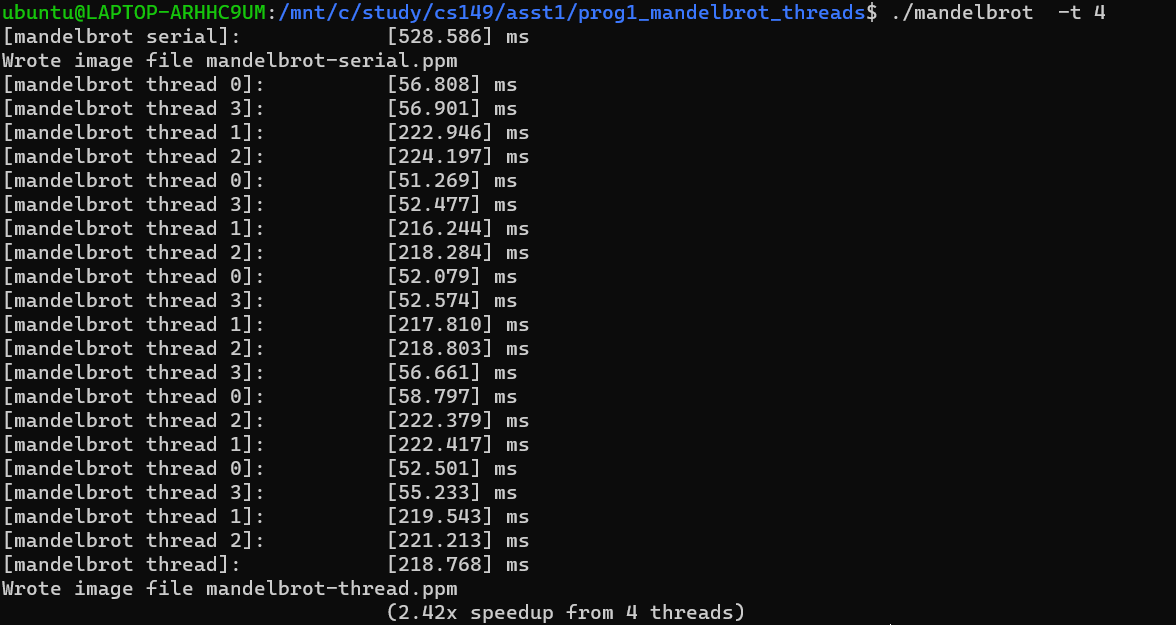 ubuntu@LAPTOP-ARHHC9UM:/mnt/c/study/cs149/asst1/prog1_mandelbrot_threads$ ./mandelbrot  -t 4
[mandelbrot serial]:            [528.586] ms
Wrote image file mandelbrot-serial.ppm
[mandelbrot thread 0]:          [56.808] ms
[mandelbrot thread 3]:          [56.901] ms
[mandelbrot thread 1]:          [222.946] ms
[mandelbrot thread 2]:          [224.197] ms
[mandelbrot thread 0]:          [51.269] ms
[mandelbrot thread 3]:          [52.477] ms
[mandelbrot thread 1]:          [216.244] ms
[mandelbrot thread 2]:          [218.284] ms
[mandelbrot thread 0]:          [52.079] ms
[mandelbrot thread 3]:          [52.574] ms
[mandelbrot thread 1]:          [217.810] ms
[mandelbrot thread 2]:          [218.803] ms
[mandelbrot thread 3]:          [56.661] ms
[mandelbrot thread 0]:          [58.797] ms
[mandelbrot thread 2]:          [222.379] ms
[mandelbrot thread 1]:          [222.417] ms
[mandelbrot thread 0]:          [52.501] ms
[mandelbrot thread 3]:          [55.233] ms
[mandelbrot thread 1]:          [219.543] ms
[mandelbrot thread 2]:          [221.213] ms
[mandelbrot thread]:            [218.768] ms
Wrote image file mandelbrot-thread.ppm
                                (2.42x speedup from 4 threads)